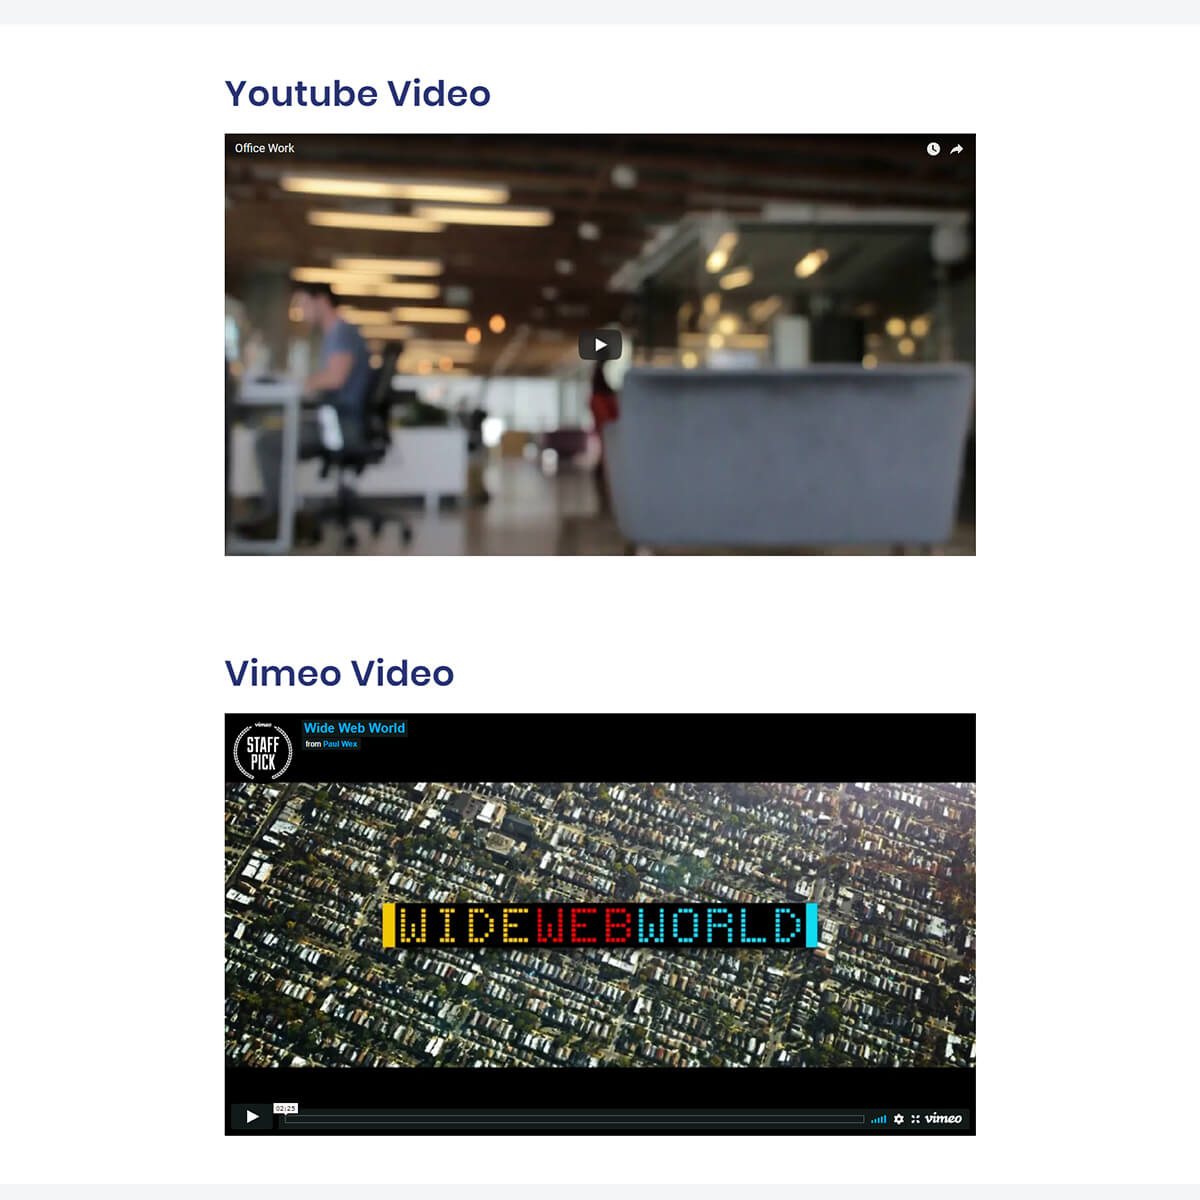 Youtube Video
Office Work
Vimeo Video
vimeo
STAFF
PICK
Wide Web World
from Paul Wex
WIDEWEBWORLD
02:25
vimeo